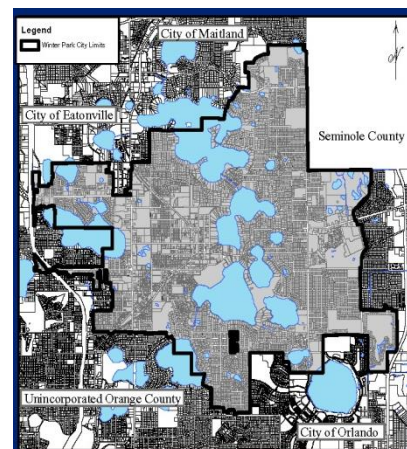 City of Maitland
Legend
Winter Park City Limits
N
City of Eatonville
Seminole County
Unincorporated Orange County
City of Orlando